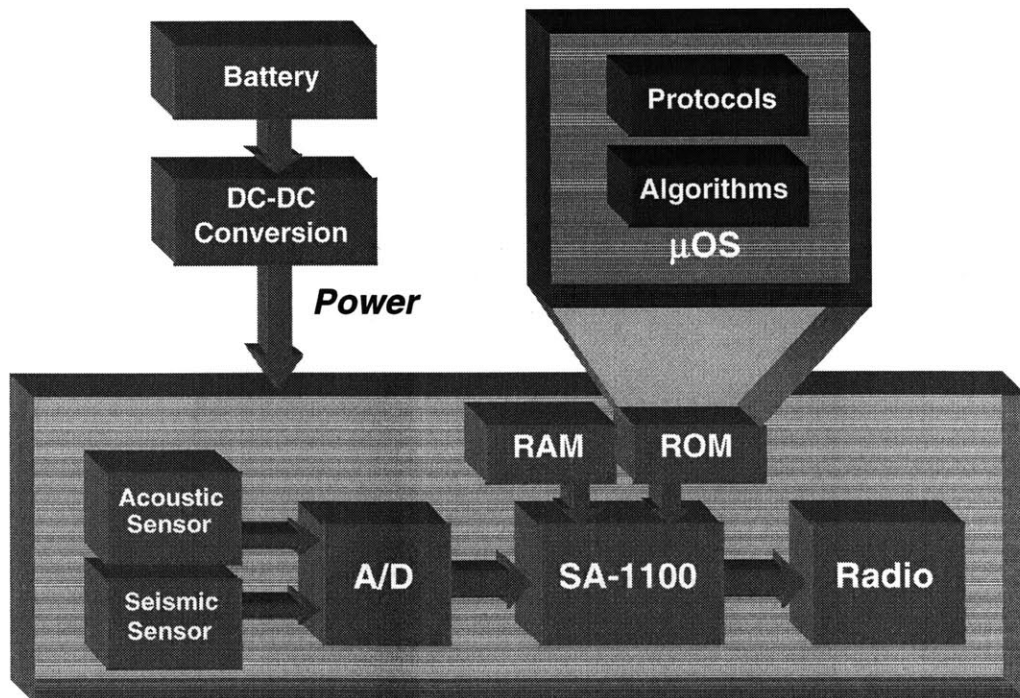 Battery
DC-DC
Conversion
Power
Protocols
Algorithms
μOS
RAM
ROM
Acoustic
Sensor
Seismic
Sensor
A/D
SA-1100
Radio